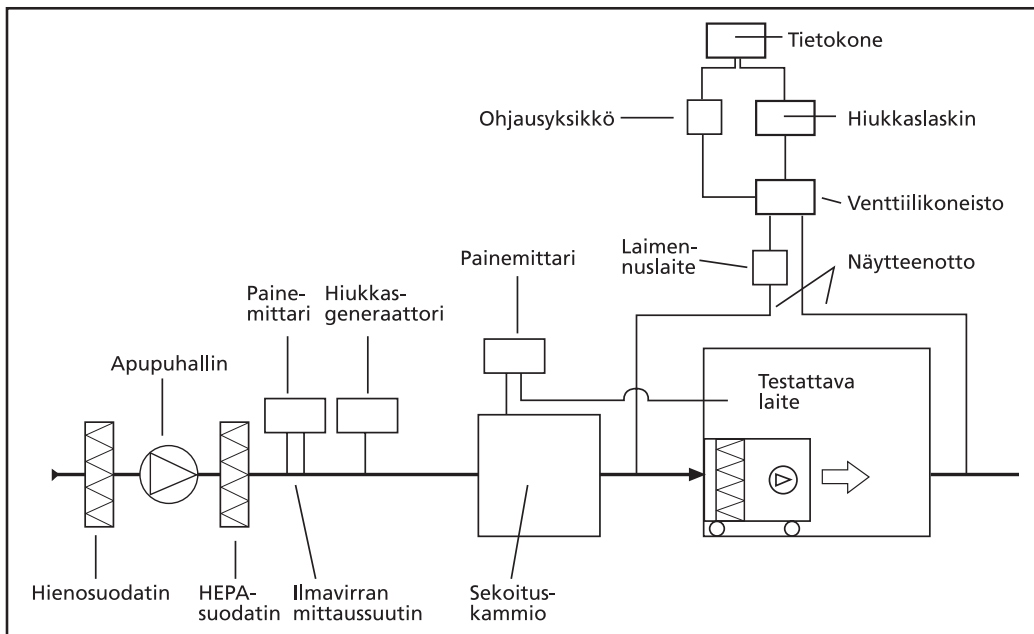 Tietokone
Ohjausyksikkö
Hiukkaslaskin
Venttiilikoneisto
Laimen-
nuslaite
Näytteenotto
Painemittari
Paine-
mittari
Hiukkas-
generaattori
Apupuhallin
Testattava
laite
Hienosuodatin
HEPA-
suodatin
Ilmavirran
mittaussuutin
Sekoitus-
kammio